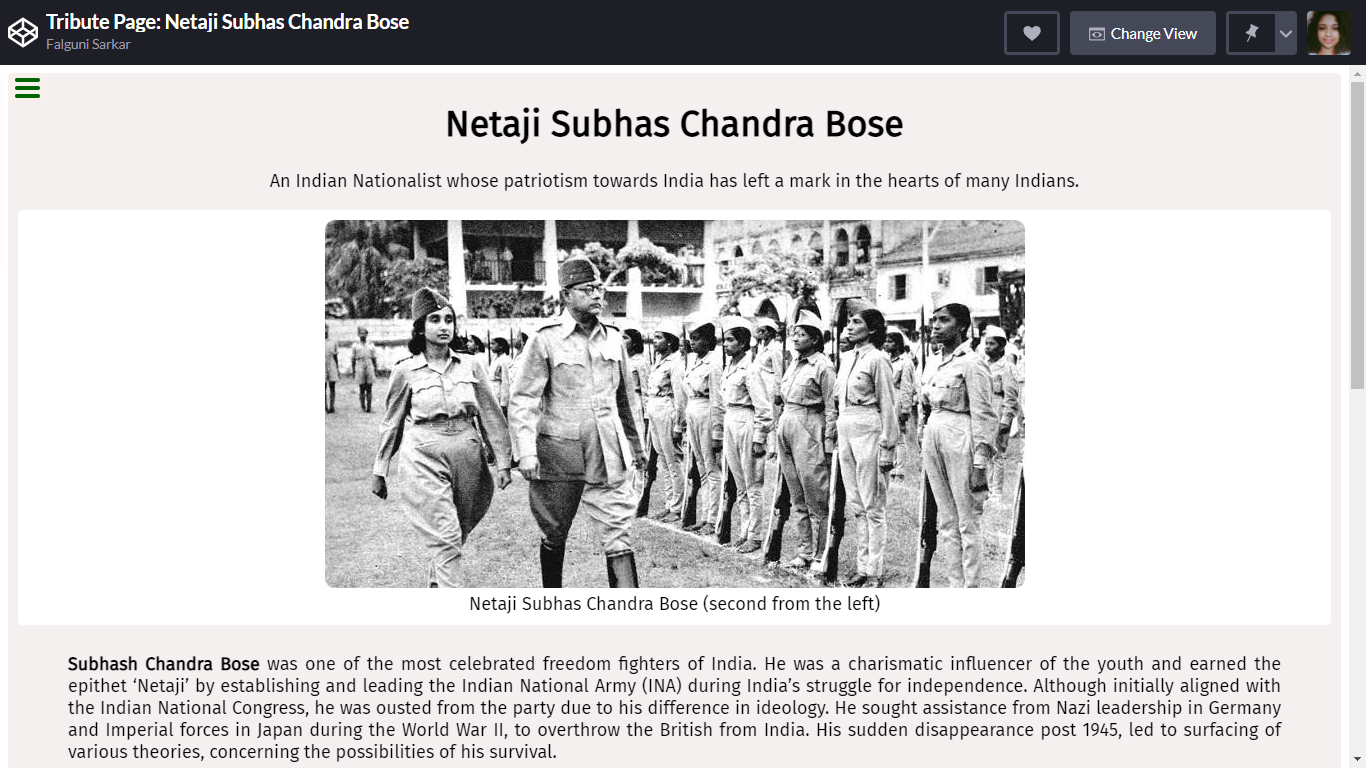 Tribute Page: Netaji Subhas Chandra Bose
Falguni Sarkar
Change View
Netaji Subhas Chandra Bose
An Indian Nationalist whose patriotism towards India has left a mark in the hearts of many Indians.
Netaji Subhas Chandra Bose (second from the left)
Subhash Chandra Bose was one of the most celebrated freedom fighters of India. He was a charismatic influencer of the youth and earned the
epithet ‘Netaji’ by establishing and leading the Indian National Army (INA) during India’s struggle for independence. Although initially aligned with
the Indian National Congress, he was ousted from the party due to his difference in ideology. He sought assistance from Nazi leadership in Germany
and Imperial forces in Japan during the World War II, to overthrow the British from India. His sudden disappearance post 1945, led to surfacing of
various theories, concerning the possibilities of his survival.